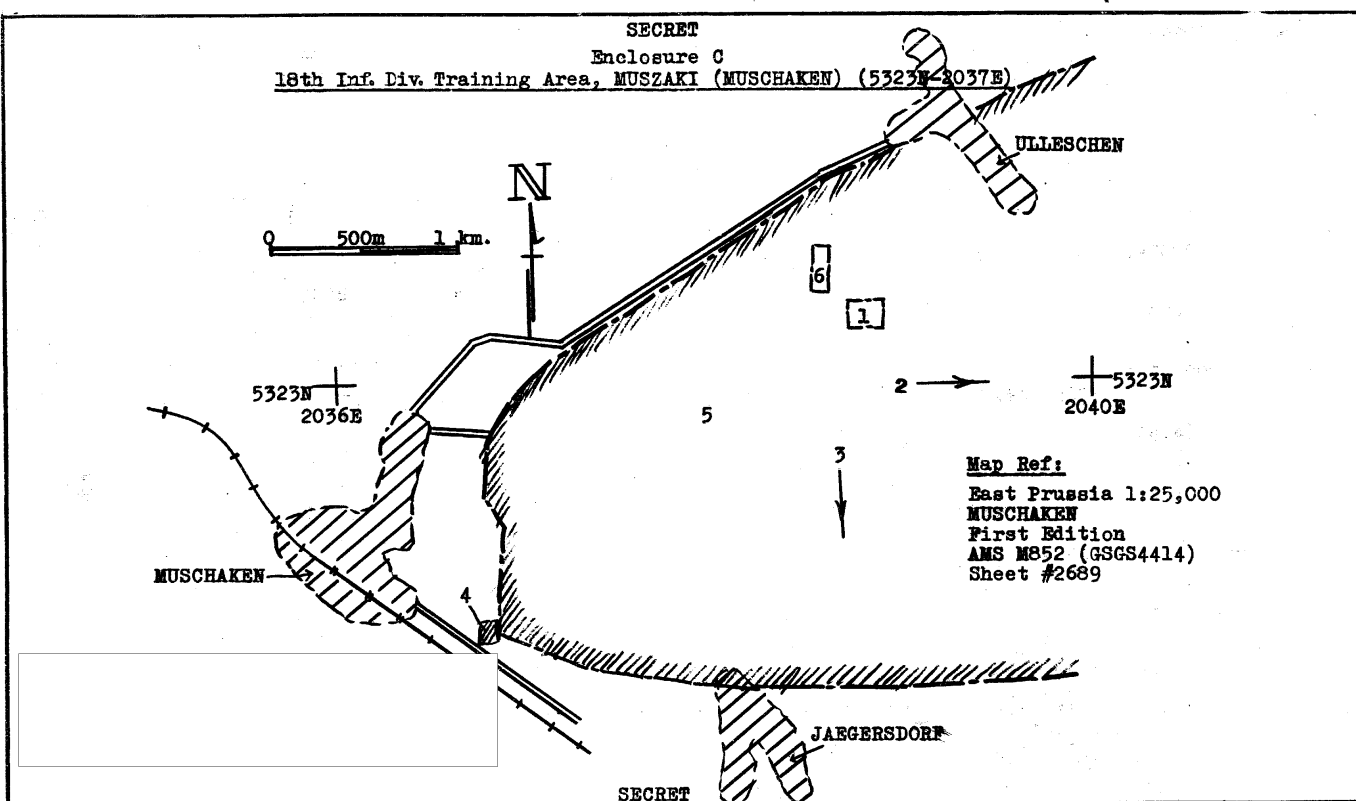 SECRET
Enclosure C
18th Inf. Div. Training Area, MUSZAKI (MUSCHAKEN) (5323N-2037E)
ULLESCHEN
N
0 500m 1 km.
6
1
5323N
2036E
2
5323N
2040E
5
3
Map Ref:
East Prussia 1:25,000
MUSCHAKEN
First Edition
AMS M852 (GSGS4414)
Sheet #2689
MUSCHAKEN
4
JAEGERSDORF
SECRET